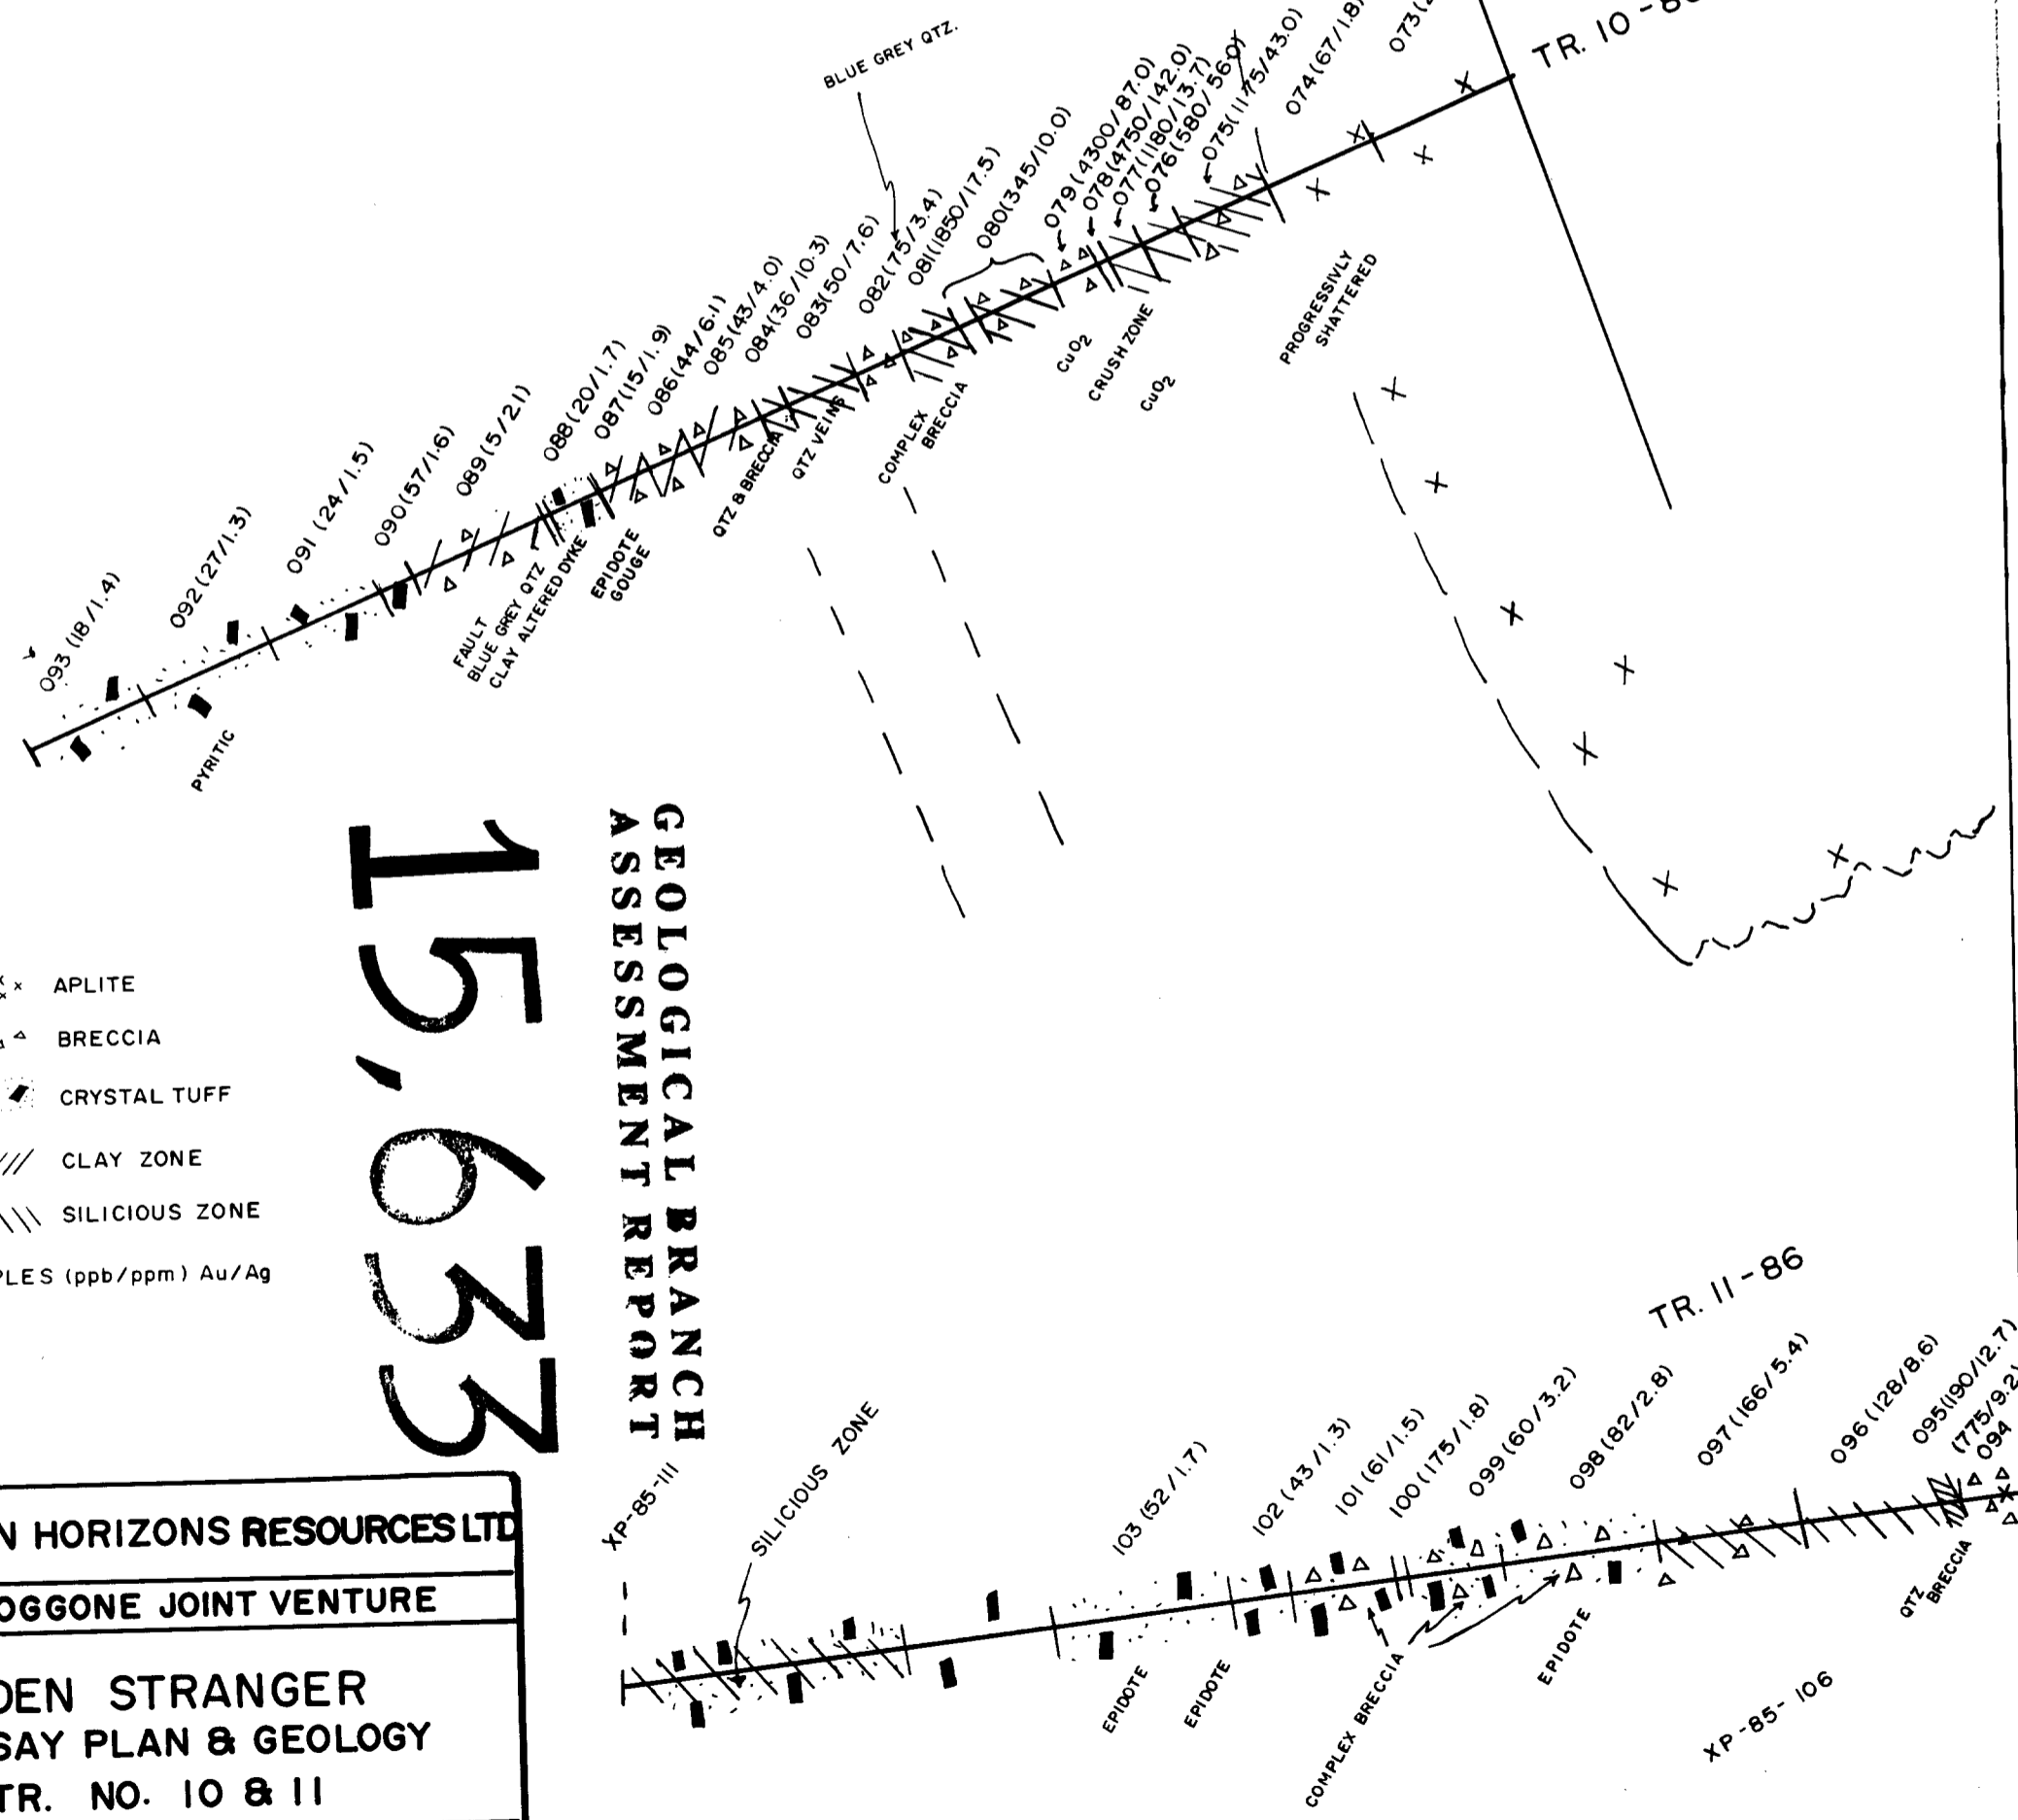 BLUE GREY QTZ.
TR. 10-8
073(
074(67/1.8)
075(1175/43.0)
076(580/56.0)
077(1180/13.7)
078(4750/142.0)
079(4300/87.0)
080(345/10.0)
081(1850/17.5)
082(75/3.4)
083(50/7.6)
084(36/10.3)
085(43/4.0)
086(44/6.1)
087(15/1.9)
088(20/1.7)
089(5/21)
090(57/1.6)
091 (24/1.5)
092(27/1.3)
093 (18/1.4)
PROGRESSIVLY
SHATTERED
CuO2
CRUSH ZONE
CuO2
COMPLEX
BRECCIA
QTZ VEINS
QTZ & BRECCIA
EPIDOTE
GOUGE
FAULT
BLUE GREY QTZ
CLAY ALTERED DYKE
PYRITIC
GEOLOGICAL BRANCH
ASSESSMENT REPORT
15,633
APLITE
BRECCIA
CRYSTAL TUFF
CLAY ZONE
SILICIOUS ZONE
PLES (ppb/ppm) Au/Ag
TR. 11-86
XP-85-111
SILICIOUS ZONE
103 (52/1.7)
102 (43/1.3)
101 (61/1.5)
100 (175/1.8)
099(60/3.2)
098(82/2.8)
097(166/5.4)
096(128/8.6)
095(190/12.7)
(775/9.2)
094
EPIDOTE
EPIDOTE
COMPLEX BRECCIA
EPIDOTE
QTZ
BRECCIA
XP-85-106
N HORIZONS RESOURCES LTD
OGGONE JOINT VENTURE
DEN STRANGER
SAY PLAN & GEOLOGY
TR. NO. 10 & 11